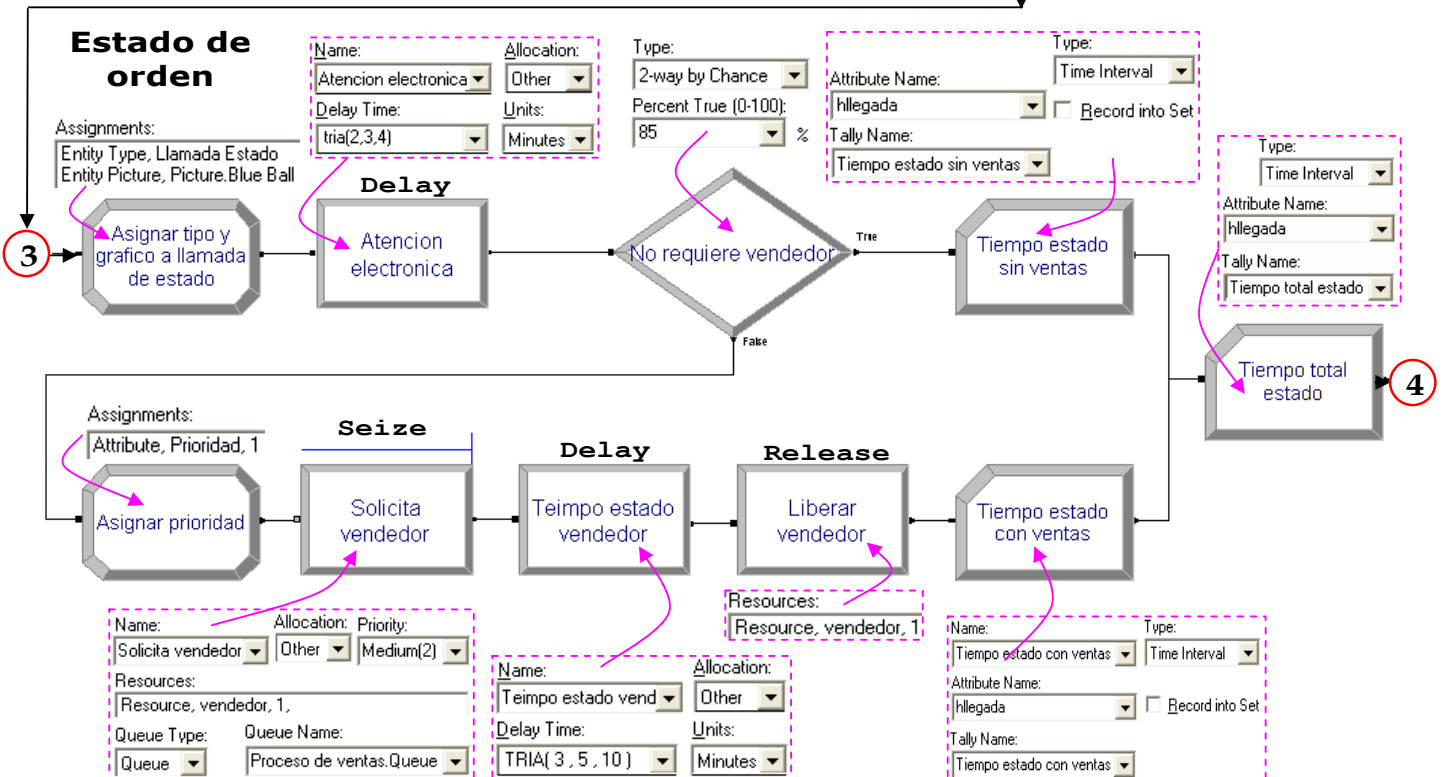 Estado de
orden
Assignments:
Entity Type, Llamada Estado
Entity Picture, Picture.Blue Ball
Name:
Allocation:
Atencion electronica
Other
Delay Time:
Units:
tria(2,3,4)
Minutes
Type:
2-way by Chance
Percent True (0-100):
85
%
Type:
Attribute Name:
Time Interval
hllegada
Record into Set
Tally Name:
Tiempo estado sin ventas
Type:
Time Interval
Attribute Name:
hllegada
Tally Name:
Tiempo total estado
Delay
3
Asignar tipo y
grafico a llamada
de estado
Atencion
electronica
No requiere vendedor
True
False
Tiempo estado
sin ventas
Tiempo total
estado
4
Assignments:
Attribute, Prioridad, 1
Seize
Delay
Release
Asignar prioridad
Solicita
vendedor
Teimpo estado
vendedor
Liberar
vendedor
Tiempo estado
con ventas
Name:
Allocation:
Priority:
Solicita vendedor
Other
Medium(2)
Resources:
Resource, vendedor, 1,
Queue Type:
Queue Name:
Queue
Proceso de ventas.Queue
Name:
Allocation:
Teimpo estado vend
Other
Delay Time:
Units:
TRIA( 3 , 5 , 10 )
Minutes
Resources:
Resource, vendedor, 1
Name:
Type:
Tiempo estado con ventas
Time Interval
Attribute Name:
hllegada
Record into Set
Tally Name:
Tiempo estado con ventas